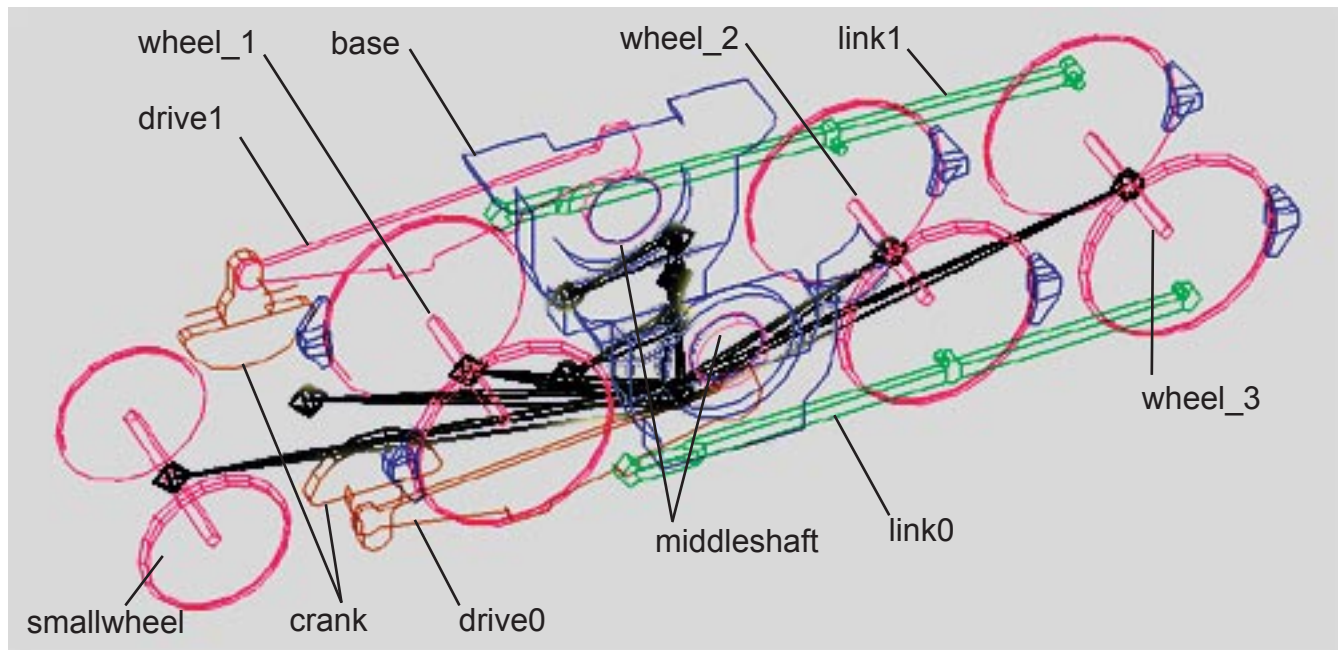 wheel_1
base
wheel_2
link1
drive1
wheel_3
middleshaft
link0
smallwheel
crank
drive0